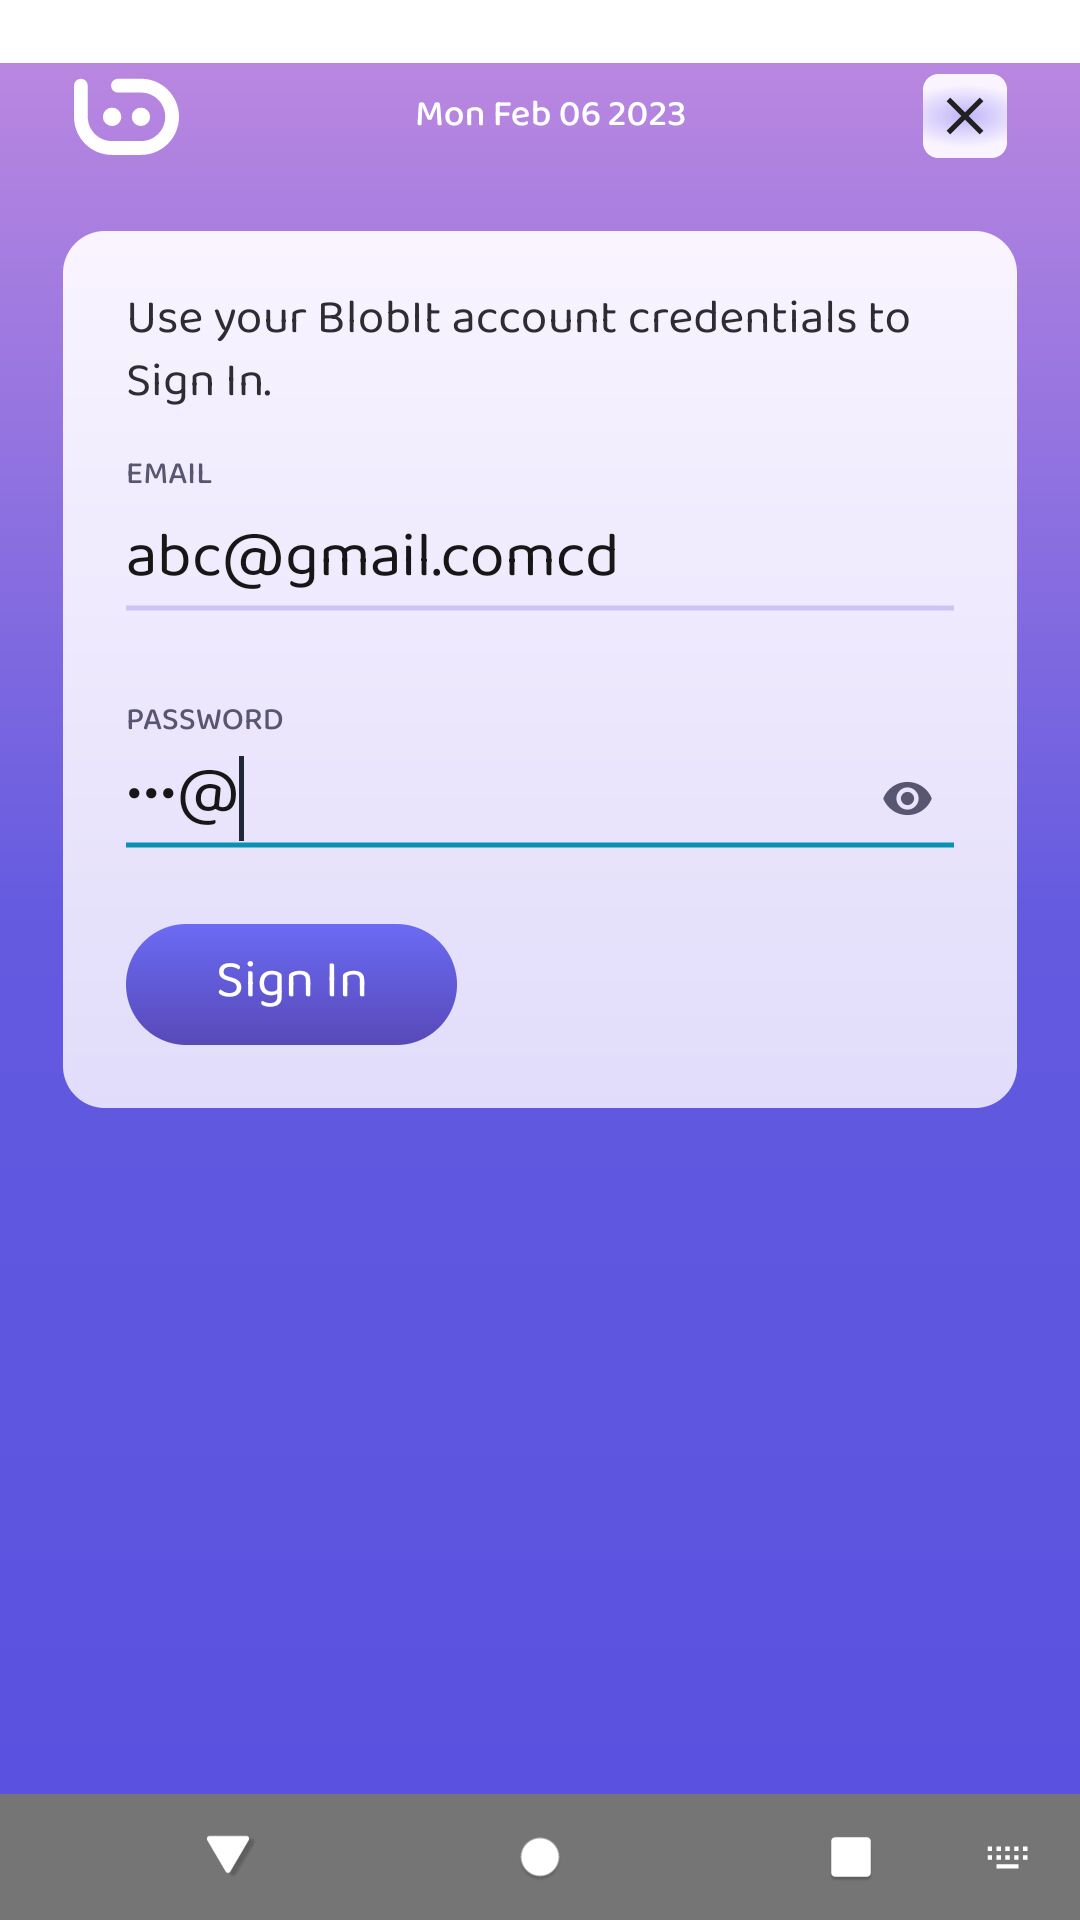 Mon Feb 06 2023
Use your BlobIt account credentials to
Sign In.
EMAIL
abc@gmail.comcd
PASSWORD
•••@
Sign In